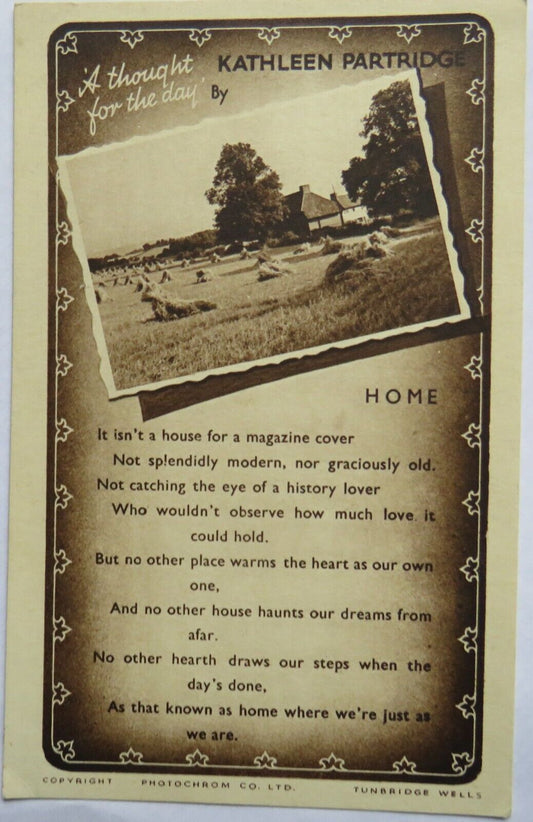 'A thought
for the day'
By
KATHLEEN PARTRIDGE
HOME
It isn't a house for a magazine cover
Not splendidly modern, nor graciously old.
Not catching the eye of a history lover
Who wouldn't observe how much love it
could hold.
But no other place warms the heart as our own
one,
And no other house haunts our dreams from
afar.
No other hearth draws our steps when the
day's done,
As that known as home where we're just as
we are.
COPYRIGHT PHOTOCHROM CO. LTD. TUNBRIDGE WELLS